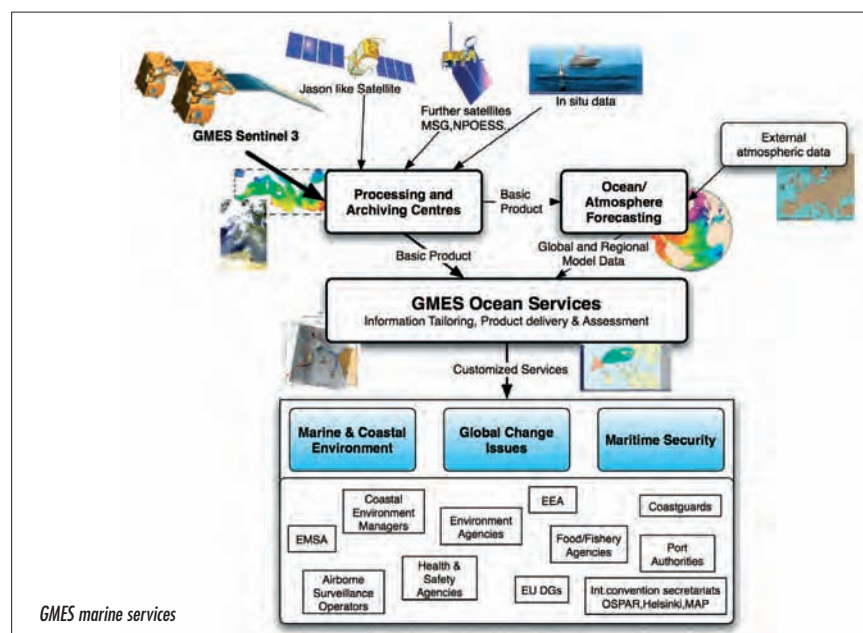 Jason like Satellite
Further satellites
MSG,NPOESS..
In situ data
GMES Sentinel 3
External
atmospheric data
Processing and
Archiving Centres
Basic
Product
Ocean/
Atmosphere
Forecasting
Basic Product
Global and Regional
Model Data
GMES Ocean Services
Information Tailoring, Product delivery & Assessment
Customized Services
Marine & Coastal
Environment
Global Change
Issues
Maritime Security
Coastal
Environment
Managers
EEA
Coastguards
EMSA
Environment
Agencies
Food/Fishery
Agencies
Port
Authorities
Airborne
Surveillance
Operators
Health &
Safety
Agencies
EU DGs
Int.convention secretariats
OSPAR,Helsinki,MAP
GMES marine services